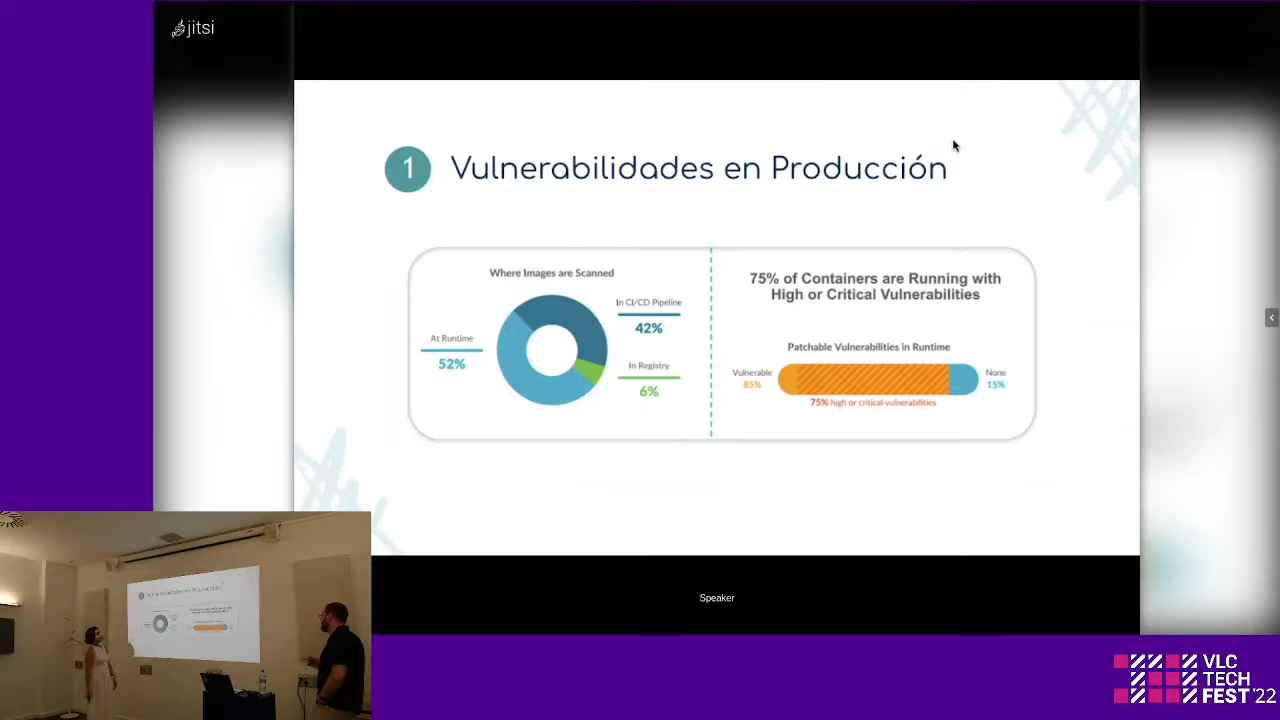 jitsi
1 Vulnerabilidades en Producción
Where Images are Scanned
In CI/CD Pipeline
42%
At Runtime
52%
In Registry
6%
75% of Containers are Running with
High or Critical Vulnerabilities
Patchable Vulnerabilities in Runtime
Vulnerable
85%
None
15%
75% high or critical vulnerabilities
Speaker
VLC
TECH
FEST'22